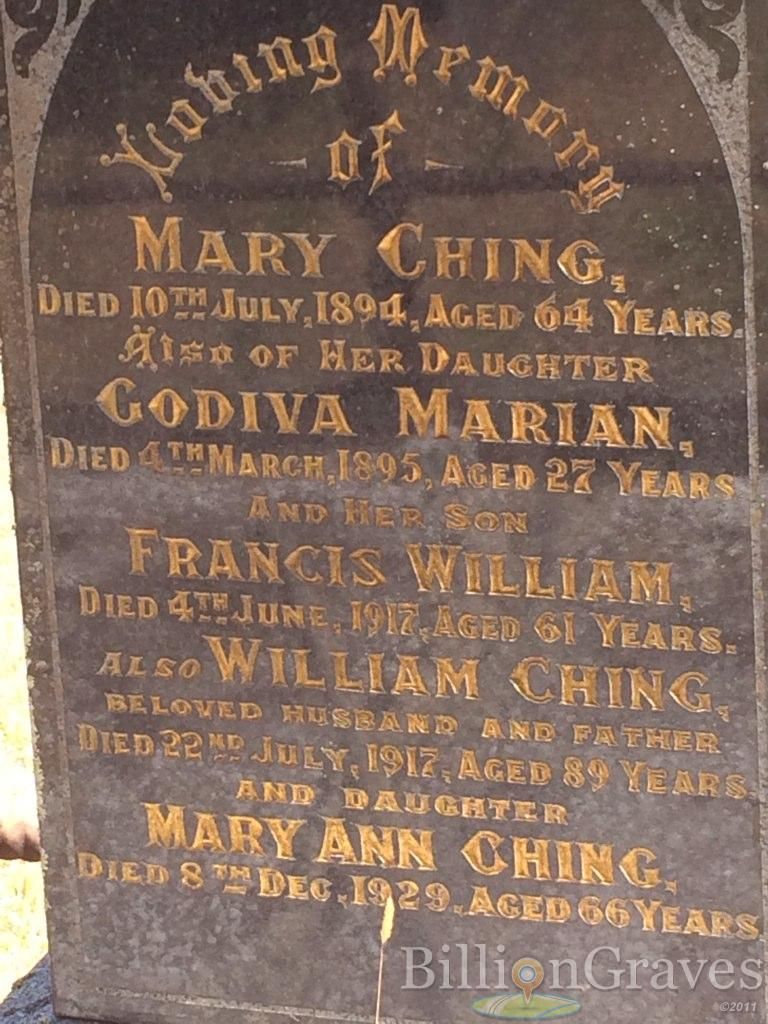 Loving Memory
- of -
MARY CHING,
DIED 10TH JULY, 1894, AGED 64 YEARS.
ALSO OF HER DAUGHTER
GODIVA MARIAN,
DIED 4TH MARCH, 1895, AGED 27 YEARS
AND HER SON
FRANCIS WILLIAM,
DIED 4TH JUNE, 1917, AGED 61 YEARS.
ALSO WILLIAM CHING,
BELOVED HUSBAND AND FATHER
DIED 22ND JULY, 1917, AGED 89 YEARS.
AND DAUGHTER
MARY ANN CHING,
DIED 8TH DEC, 1929, AGED 66 YEARS
BillionGraves
©2011